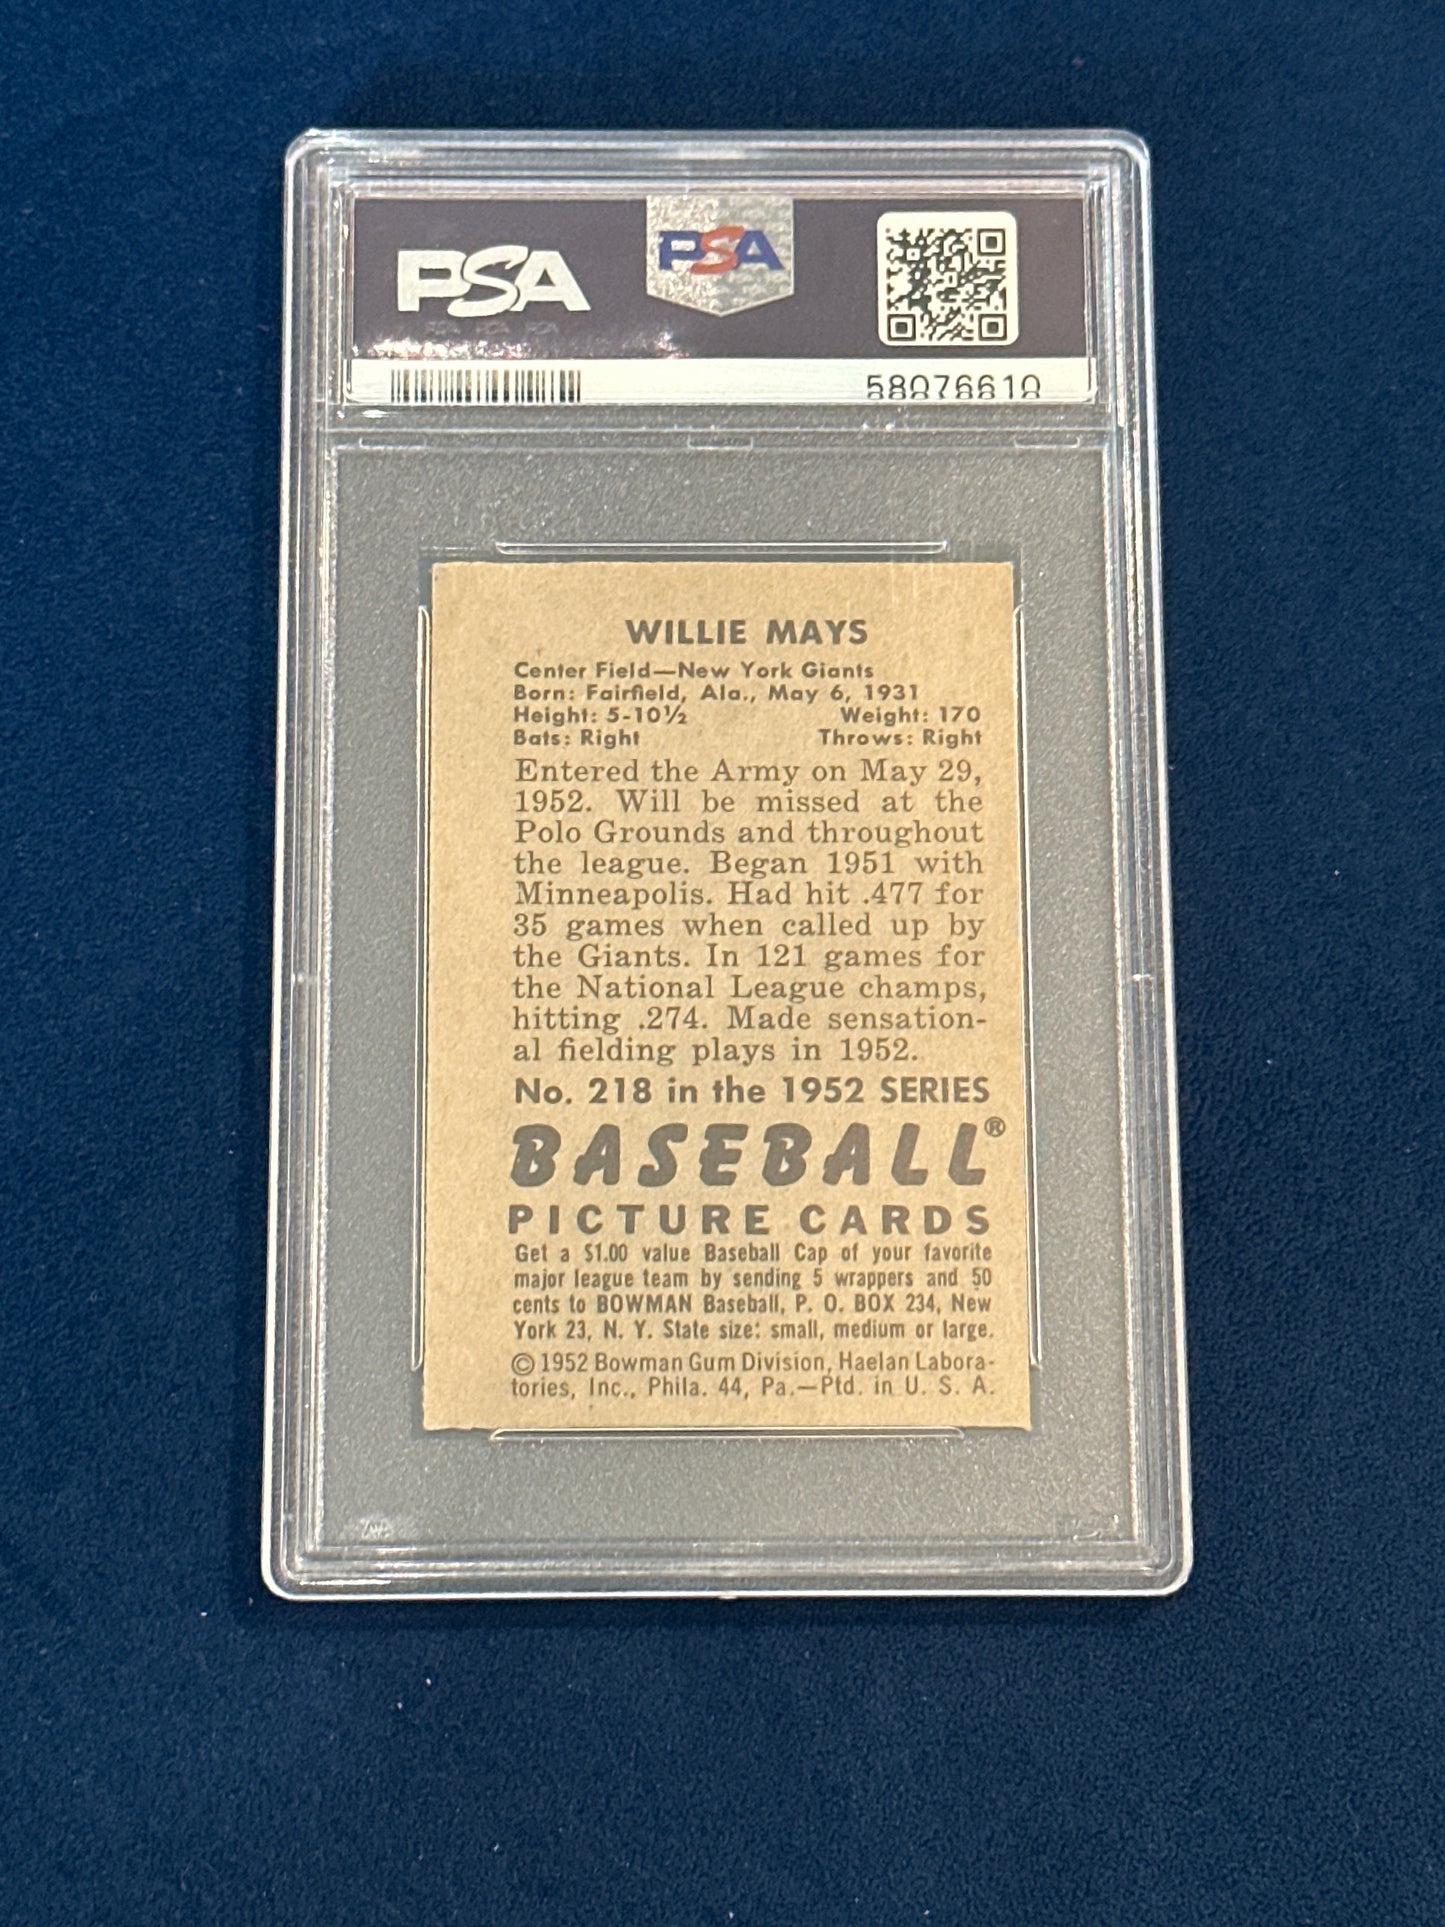 PSA
PSA
58076610
WILLIE MAYS
Center Field—New York Giants
Born: Fairfield, Ala., May 6, 1931
Height: 5-10½ Weight: 170
Bats: Right Throws: Right
Entered the Army on May 29,
1952. Will be missed at the
Polo Grounds and throughout
the league. Began 1951 with
Minneapolis. Had hit .477 for
35 games when called up by
the Giants. In 121 games for
the National League champs,
hitting .274. Made sensation-
al fielding plays in 1952.
No. 218 in the 1952 SERIES
BASEBALL®
PICTURE CARDS
Get a $1.00 value Baseball Cap of your favorite
major league team by sending 5 wrappers and 50
cents to BOWMAN Baseball, P. O. BOX 234, New
York 23, N. Y. State size: small, medium or large.
© 1952 Bowman Gum Division, Haelan Labora-
tories, Inc., Phila. 44, Pa.—Ptd. in U. S. A.